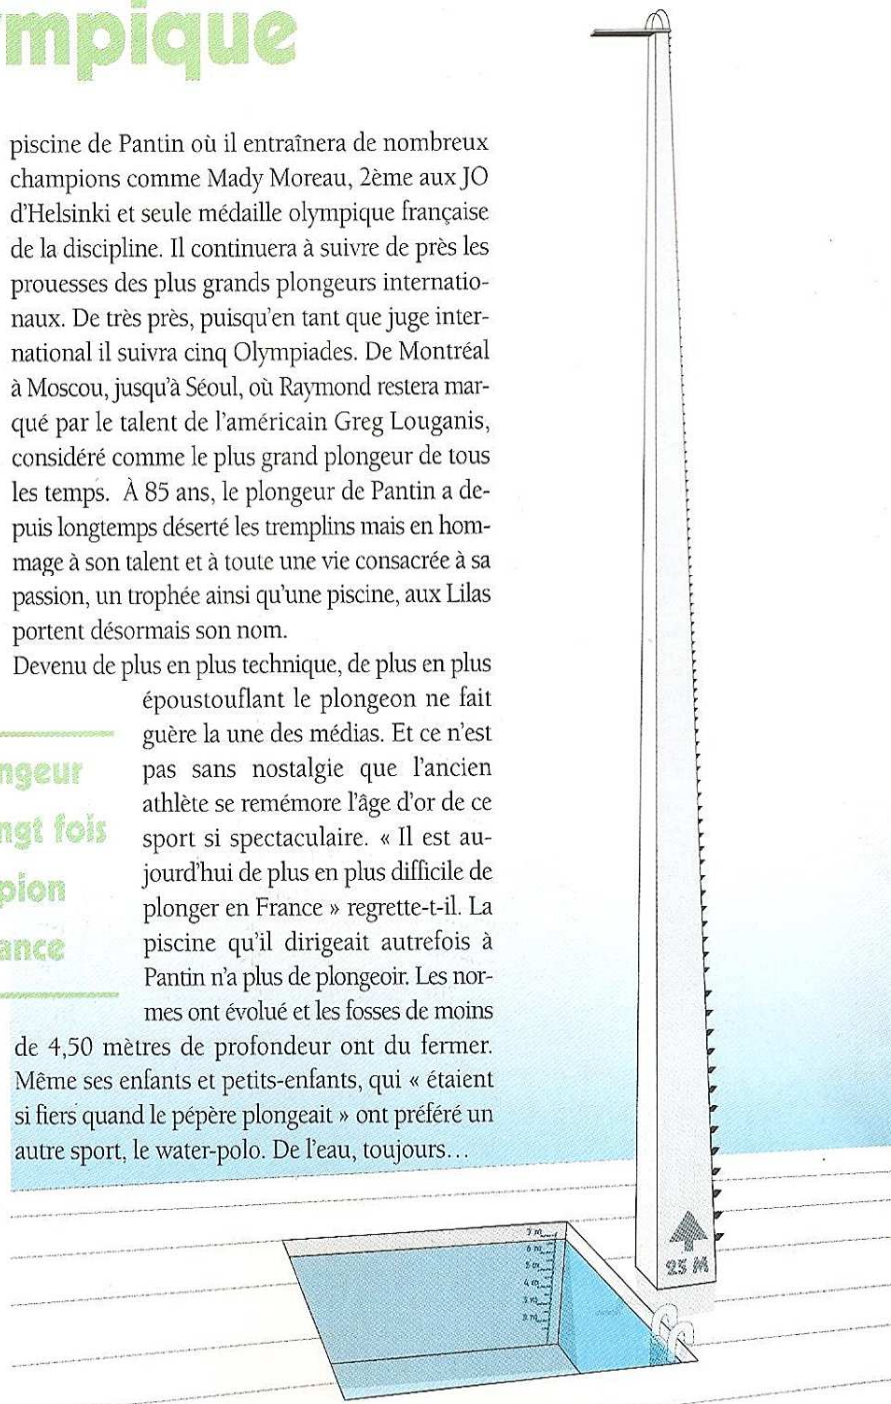 mpique
piscine de Pantin où il entraînera de nombreux
champions comme Mady Moreau, 2ème aux JO
d'Helsinki et seule médaille olympique française
de la discipline. Il continuera à suivre de près les
prouesses des plus grands plongeurs internatio-
naux. De très près, puisqu'en tant que juge inter-
national il suivra cinq Olympiades. De Montréal
à Moscou, jusqu'à Séoul, où Raymond restera mar-
qué par le talent de l'américain Greg Louganis,
considéré comme le plus grand plongeur de tous
les temps. À 85 ans, le plongeur de Pantin a de-
puis longtemps déserté les tremplins mais en hom-
mage à son talent et à toute une vie consacrée à sa
passion, un trophée ainsi qu'une piscine, aux Lilas
portent désormais son nom.
Devenu de plus en plus technique, de plus en plus
époustouflant le plongeon ne fait
guère la une des médias. Et ce n'est
pas sans nostalgie que l'ancien
athlète se remémore l'âge d'or de ce
sport si spectaculaire. « Il est au-
jourd'hui de plus en plus difficile de
plonger en France » regrette-t-il. La
piscine qu'il dirigeait autrefois à
Pantin n'a plus de plongeoir. Les nor-
mes ont évolué et les fosses de moins
de 4,50 mètres de profondeur ont du fermer.
Même ses enfants et petits-enfants, qui « étaient
si fiers quand le pépère plongeait » ont préféré un
autre sport, le water-polo. De l'eau, toujours…
ngeur
ngt fois
pion
ance
25 M
7 m
6 m
5 m
4 m
3 m
2 m